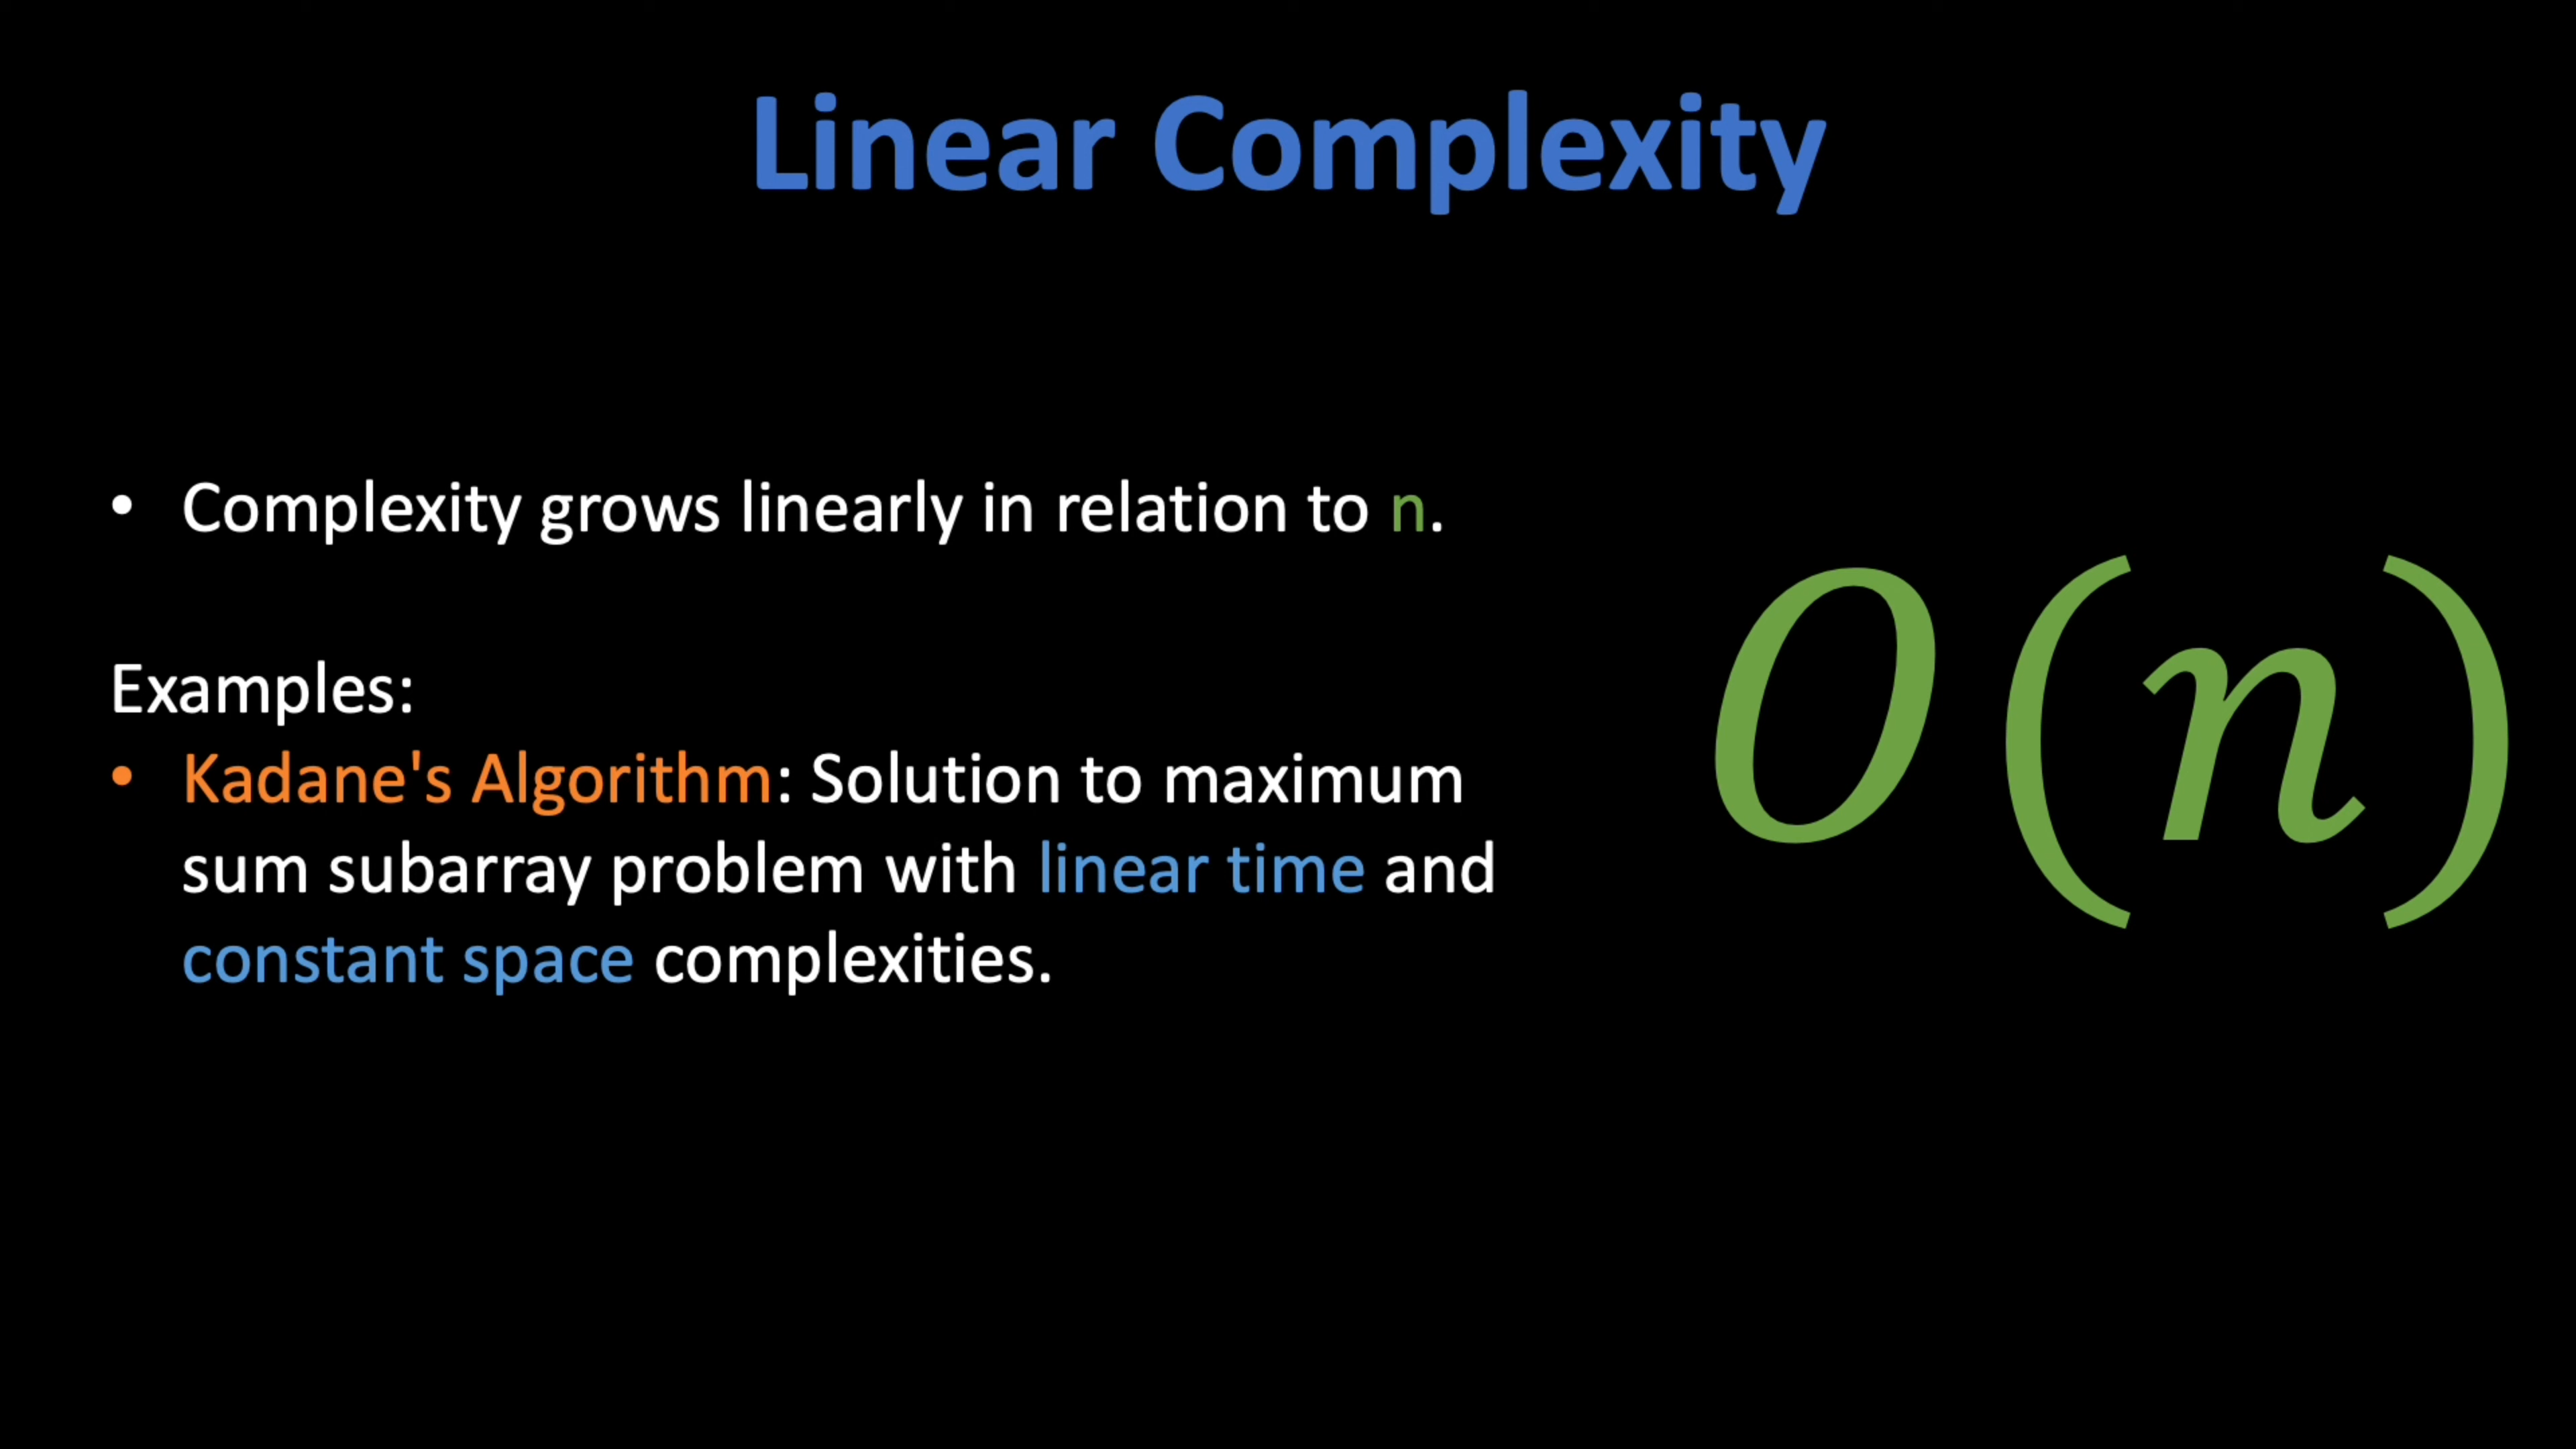 Linear Complexity
• Complexity grows linearly in relation to n.
Examples:
• Kadane's Algorithm: Solution to maximum
sum subarray problem with linear time and
constant space complexities.
O(n)